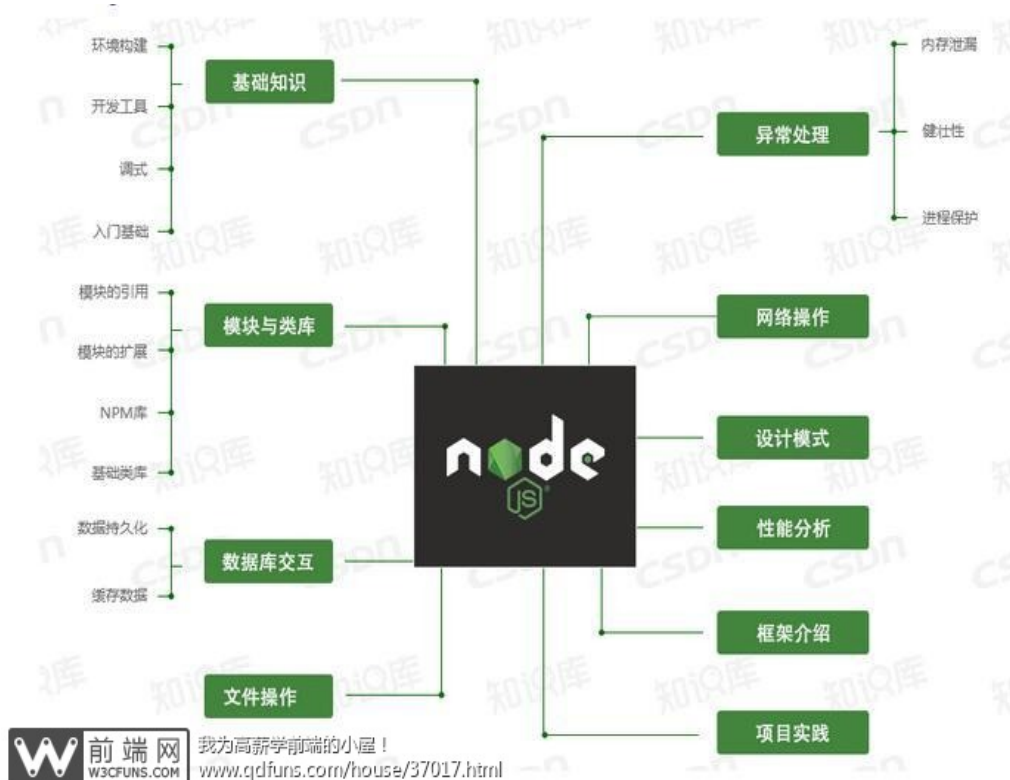 环境构建
开发工具
调式
入门基础
基础知识
模块的引用
模块的扩展
NPM库
基础类库
模块与类库
数据持久化
缓存数据
数据库交互
文件操作
node
JS
内存泄漏
健壮性
进程保护
异常处理
网络操作
设计模式
性能分析
框架介绍
项目实践
前端网
W3CFUNS.COM
我为高薪学前端的小屋！
www.qdfuns.com/house/37017.html
CSDN
知识库